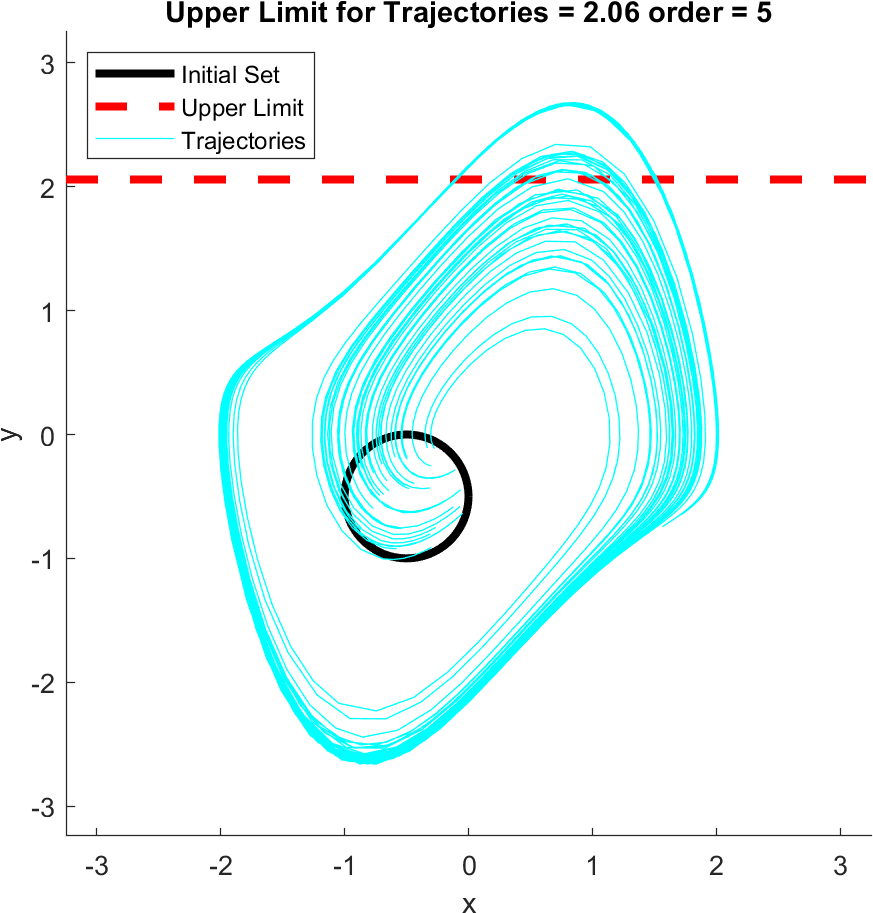 Upper Limit for Trajectories = 2.06 order = 5
Initial Set
Upper Limit
Trajectories
3
2
1
0
-1
-2
-3
y
-3 -2 -1 0 1 2 3
x